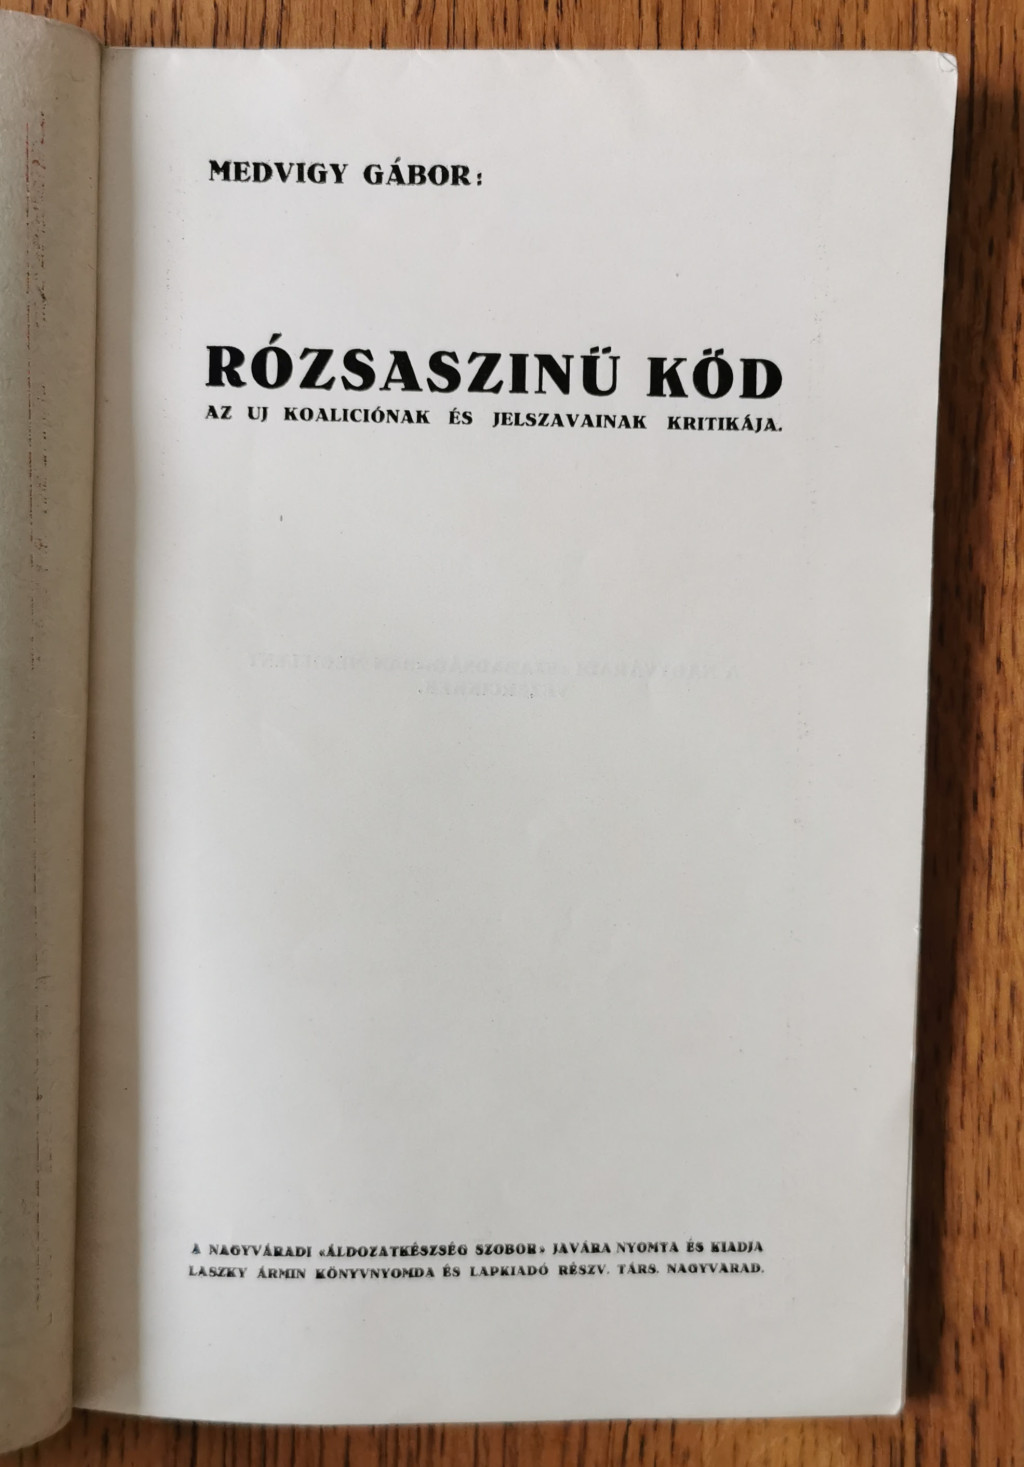 MEDVIGY GÁBOR:
RÓZSASZINŰ KÖD
AZ UJ KOALICIÓNAK ÉS JELSZAVAINAK KRITIKÁJA.
A NAGYVÁRADI «ÁLDOZATKÉSZSÉG SZOBOR» JAVÁRA NYOMTA ÉS KIADJA
LASZKY ÁRMIN KÖNYVNYOMDA ÉS LAPKIADÓ RÉSZV. TÁRS. NAGYVARAD.